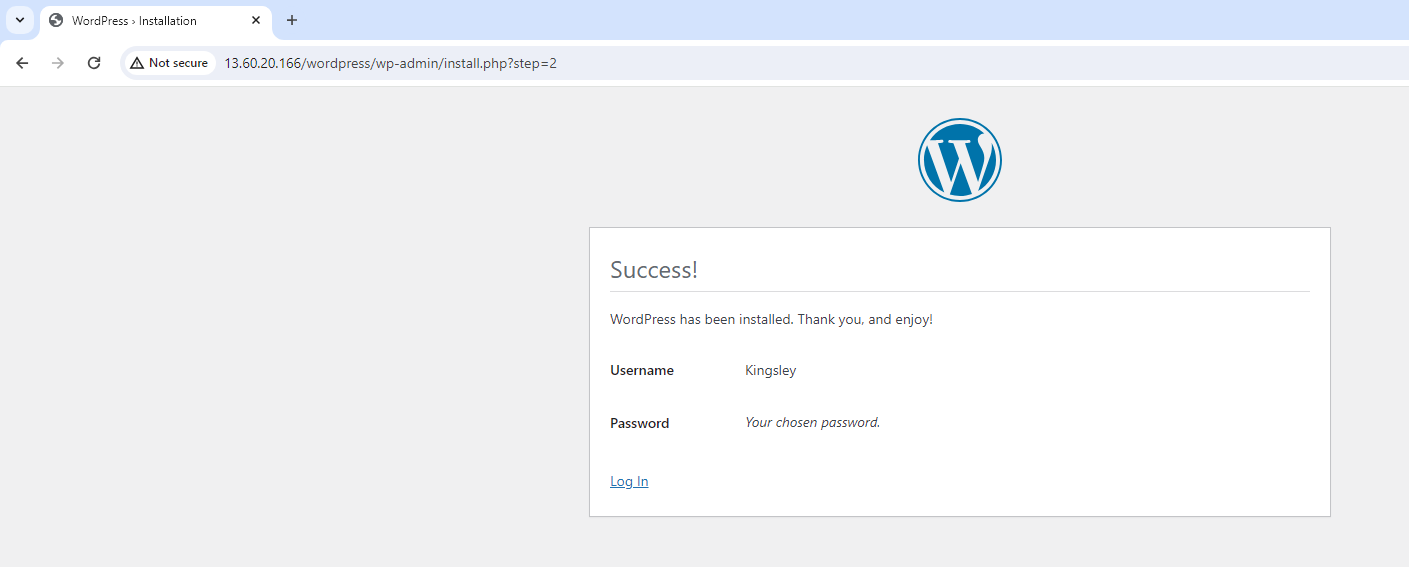 WordPress › Installation
Not secure 13.60.20.166/wordpress/wp-admin/install.php?step=2
Success!
WordPress has been installed. Thank you, and enjoy!
Username Kingsley
Password Your chosen password.
Log In